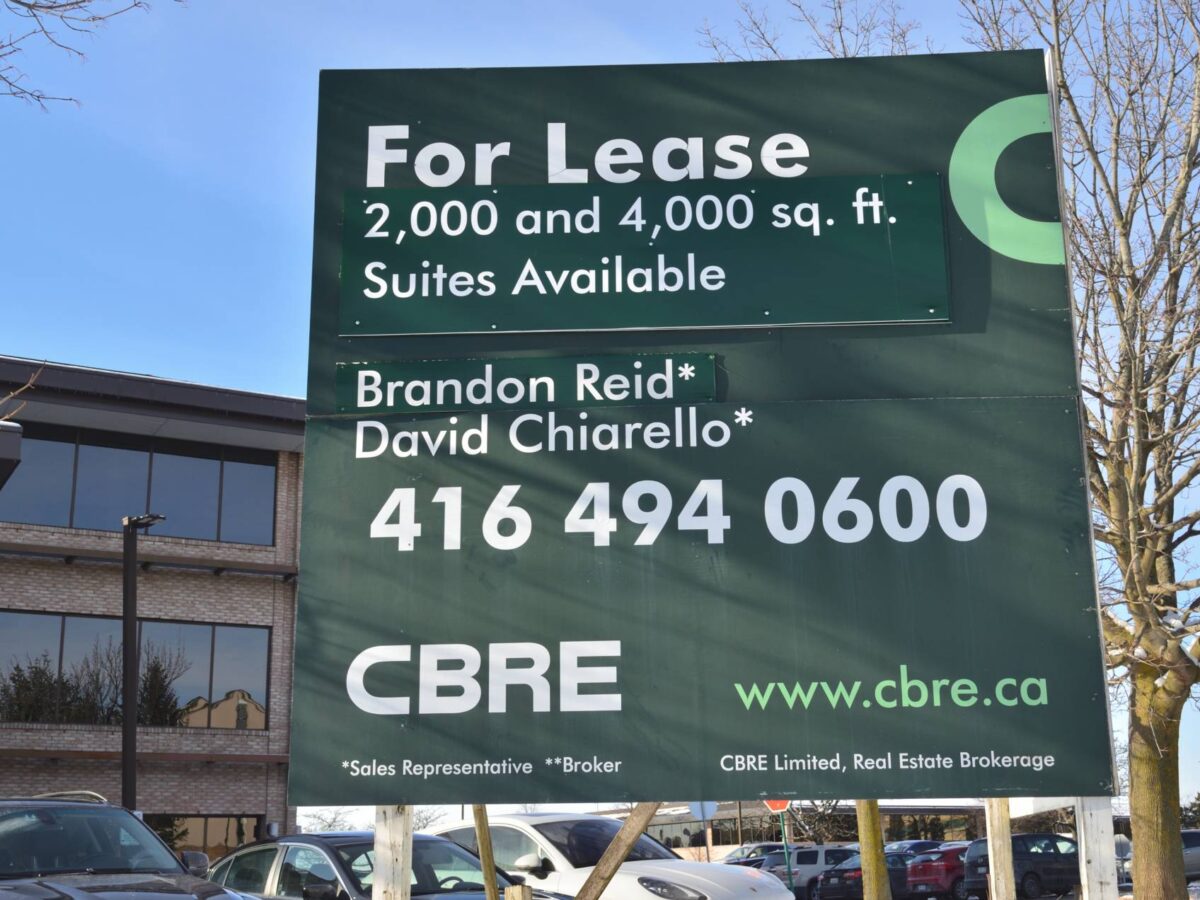 For Lease
2,000 and 4,000 sq. ft.
Suites Available
Brandon Reid*
David Chiarello*
416 494 0600
CBRE
www.cbre.ca
*Sales Representative **Broker
CBRE Limited, Real Estate Brokerage